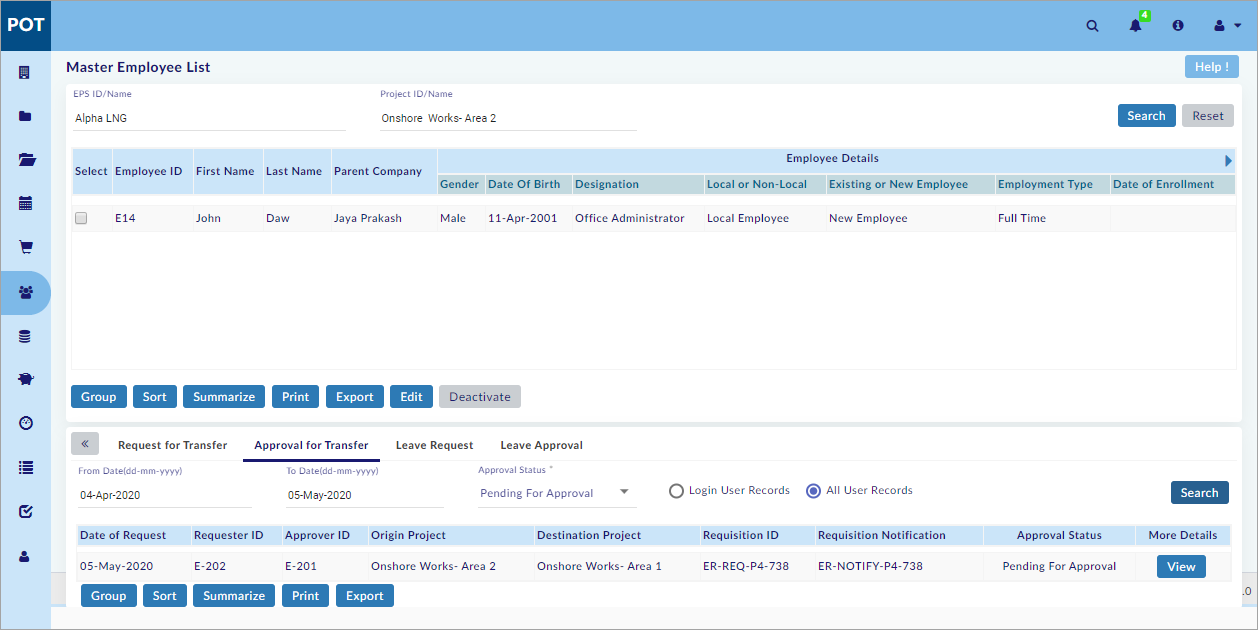 POT
4
Master Employee List
Help !
EPS ID/Name
Project ID/Name
Alpha LNG
Onshore Works- Area 2
Search
Reset
Select Employee ID First Name Last Name Parent Company
Employee Details
Gender Date Of Birth Designation Local or Non-Local Existing or New Employee Employment Type Date of Enrollment
E14 John Daw Jaya Prakash Male 11-Apr-2001 Office Administrator Local Employee New Employee Full Time
Group Sort Summarize Print Export Edit Deactivate
« Request for Transfer Approval for Transfer Leave Request Leave Approval
From Date(dd-mm-yyyy) To Date(dd-mm-yyyy) Approval Status *
04-Apr-2020 05-May-2020 Pending For Approval Login User Records All User Records
Search
Date of Request Requester ID Approver ID Origin Project Destination Project Requisition ID Requisition Notification Approval Status More Details
05-May-2020 E-202 E-201 Onshore Works- Area 2 Onshore Works- Area 1 ER-REQ-P4-738 ER-NOTIFY-P4-738 Pending For Approval View
Group Sort Summarize Print Export
.0